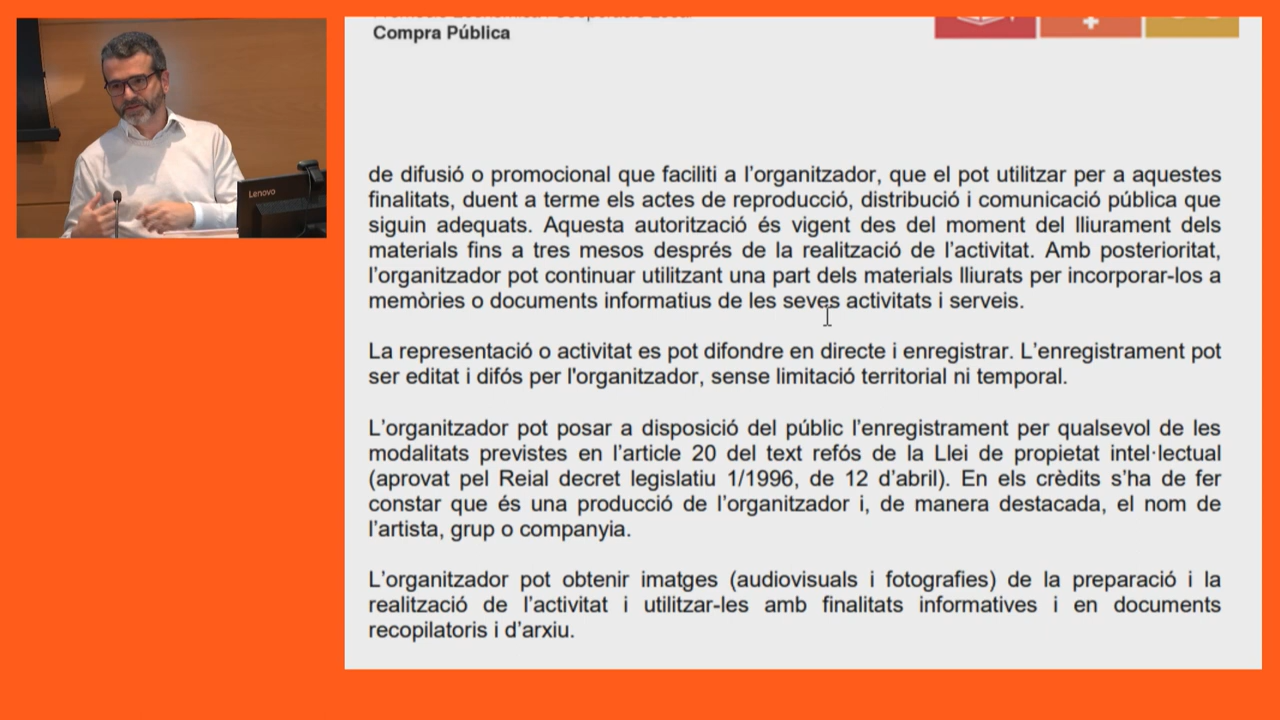 Lenovo
Compra Pública
de difusió o promocional que faciliti a l’organitzador, que el pot utilitzar per a aquestes
finalitats, duent a terme els actes de reproducció, distribució i comunicació pública que
siguin adequats. Aquesta autorització és vigent des del moment del lliurament dels
materials fins a tres mesos després de la realització de l’activitat. Amb posterioritat,
l’organitzador pot continuar utilitzant una part dels materials lliurats per incorporar-los a
memòries o documents informatius de les seves activitats i serveis.
La representació o activitat es pot difondre en directe i enregistrar. L’enregistrament pot
ser editat i difós per l'organitzador, sense limitació territorial ni temporal.
L’organitzador pot posar a disposició del públic l’enregistrament per qualsevol de les
modalitats previstes en l’article 20 del text refós de la Llei de propietat intel·lectual
(aprovat pel Reial decret legislatiu 1/1996, de 12 d’abril). En els crèdits s’ha de fer
constar que és una producció de l’organitzador i, de manera destacada, el nom de
l’artista, grup o companyia.
L’organitzador pot obtenir imatges (audiovisuals i fotografies) de la preparació i la
realització de l’activitat i utilitzar-les amb finalitats informatives i en documents
recopilatoris i d’arxiu.